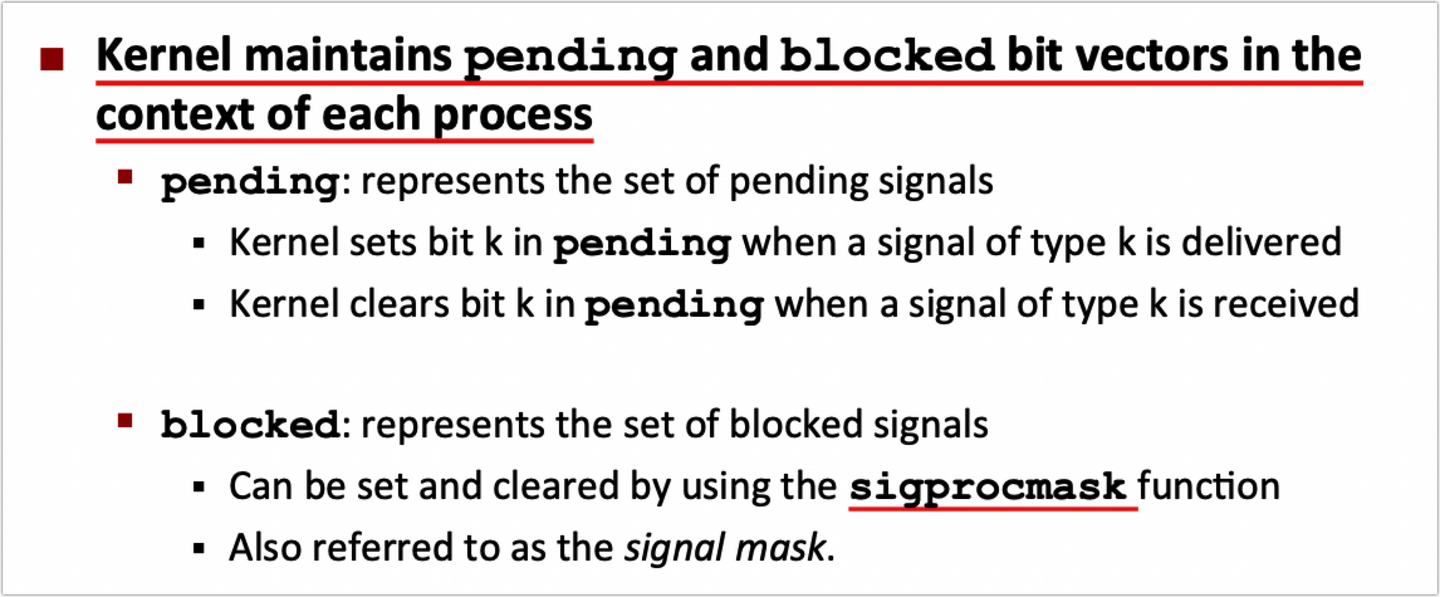 Kernel maintains pending and blocked bit vectors in the
context of each process
pending: represents the set of pending signals
Kernel sets bit k in pending when a signal of type k is delivered
Kernel clears bit k in pending when a signal of type k is received
blocked: represents the set of blocked signals
Can be set and cleared by using the sigprocmask function
Also referred to as the signal mask.